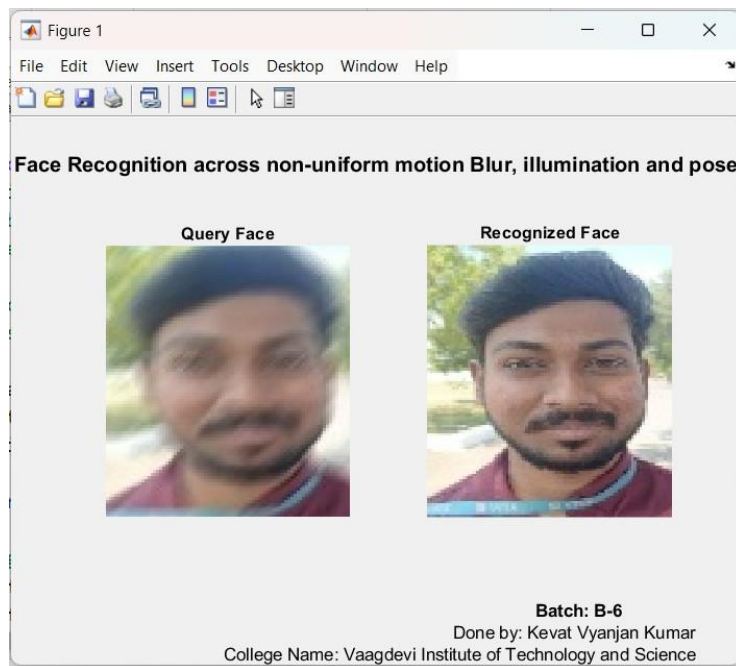 Figure 1
File Edit View Insert Tools Desktop Window Help
Face Recognition across non-uniform motion Blur, illumination and pose
Query Face
Recognized Face
Batch: B-6
Done by: Kevat Vyanjan Kumar
College Name: Vaagdevi Institute of Technology and Science